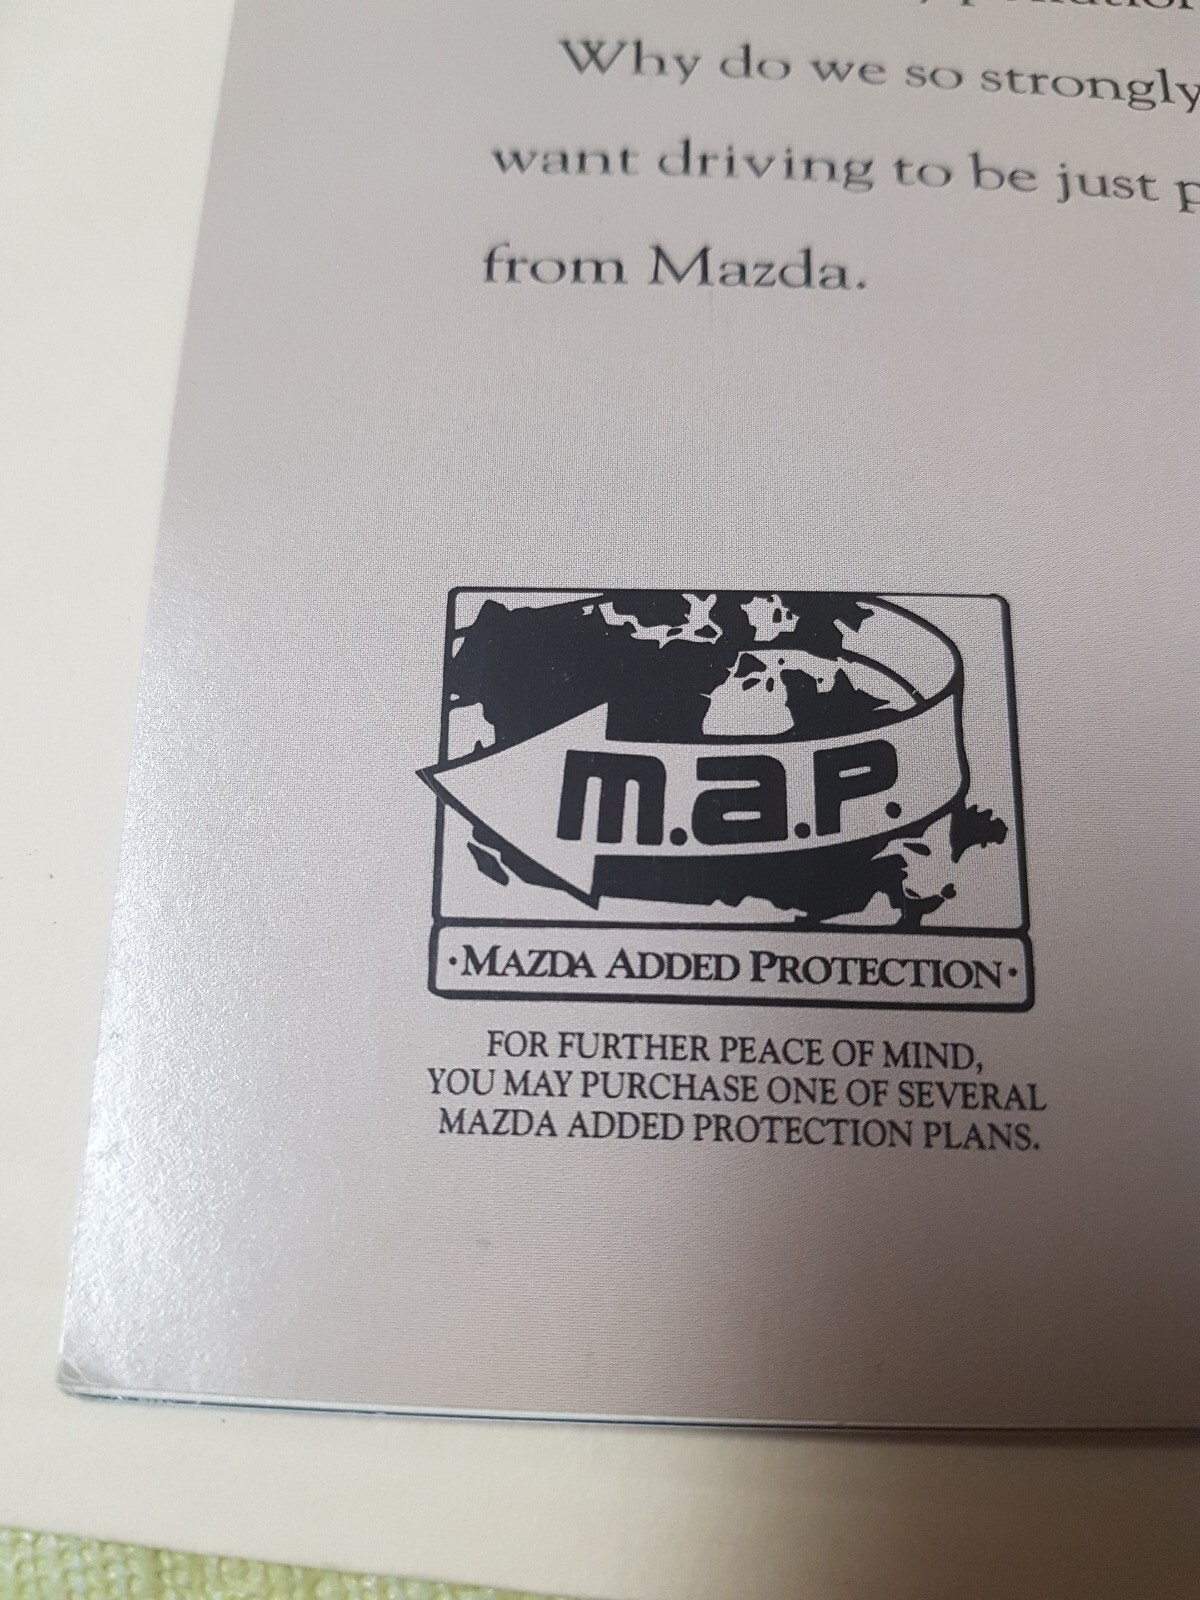 Why do we so strongly
want driving to be just
from Mazda.
m.a.P.
·MAZDA ADDED PROTECTION·
FOR FURTHER PEACE OF MIND,
YOU MAY PURCHASE ONE OF SEVERAL
MAZDA ADDED PROTECTION PLANS.